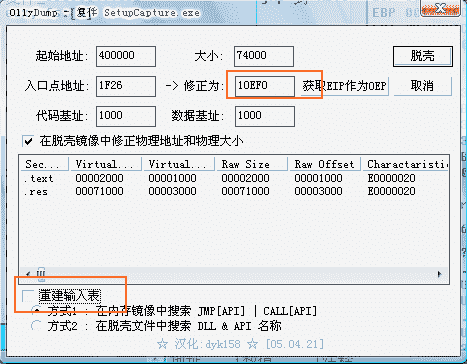 OllyDump - [复件 SetupCapture.exe
EBP
起始地址: 400000 大小: 74000 脱壳
入口点地址: 1F26 -> 修正为: 10EF0 获取EIP作为OEP 取消
代码基址: 1000 数据基址: 1000
在脱壳镜像中修正物理地址和物理大小
Sec... Virtual... Virtual... Raw Size Raw Offset Charactaristi
.text 00002000 00001000 00002000 00001000 E0000020
.res 00071000 00003000 00071000 00003000 E0000020
重建输入表
方式1 : 在内存镜像中搜索 JMP[API] | CALL[API]
方式2 : 在脱壳文件中搜索 DLL & API 名称
☆ 汉化:dyk158 ☆ [05.04.21]